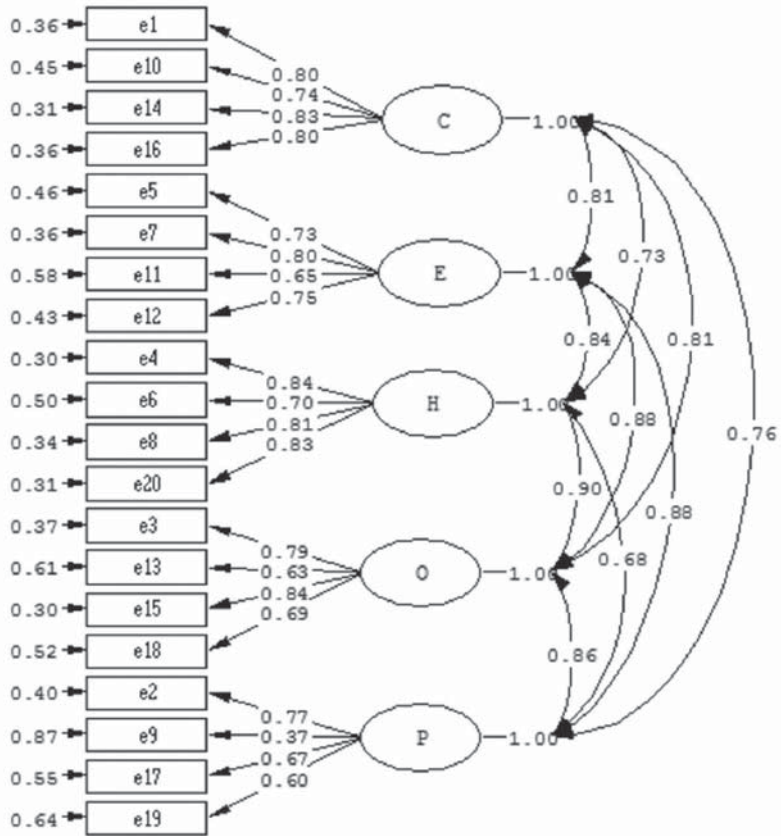 0.36 e1
0.80
0.45 e10
0.74
0.31 e14
0.83
C 1.00
0.36 e16
0.80
0.46 e5
0.81
0.73
0.36 e7
0.80
0.73
0.58 e11
0.65
E 1.00
0.43 e12
0.75
0.84
0.81
0.30 e4
0.84
0.50 e6
0.70
H 1.00
0.88
0.76
0.34 e8
0.81
0.31 e20
0.83
0.90
0.88
0.37 e3
0.79
0.68
0.61 e13
0.63
O 1.00
0.30 e15
0.84
0.52 e18
0.69
0.86
0.40 e2
0.77
0.87 e9
0.37
P 1.00
0.55 e17
0.67
0.64 e19
0.60